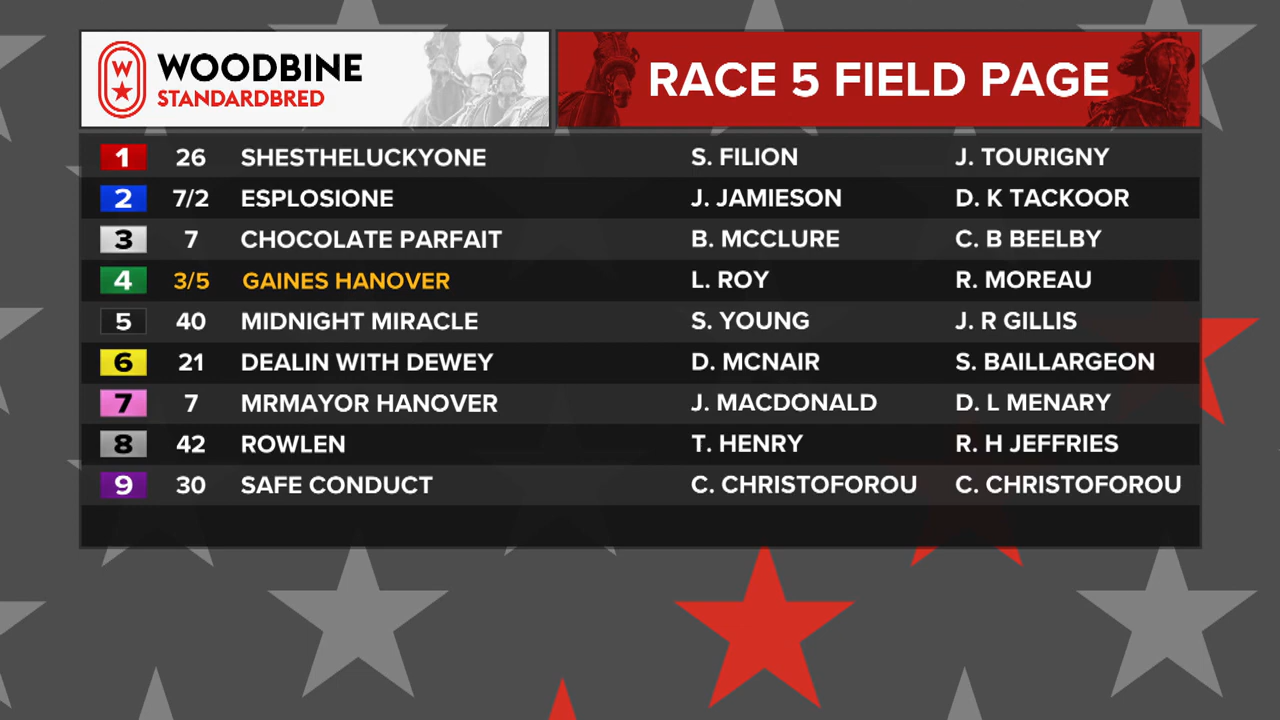 W
WOODBINE
STANDARDBRED
RACE 5 FIELD PAGE
1 26 SHESTHELUCKYONE S. FILION J. TOURIGNY
2 7/2 ESPLOSIONE J. JAMIESON D. K TACKOOR
3 7 CHOCOLATE PARFAIT B. MCCLURE C. B BEELBY
4 3/5 GAINES HANOVER L. ROY R. MOREAU
5 40 MIDNIGHT MIRACLE S. YOUNG J. R GILLIS
6 21 DEALIN WITH DEWEY D. MCNAIR S. BAILLARGEON
7 7 MRMAYOR HANOVER J. MACDONALD D. L MENARY
8 42 ROWLEN T. HENRY R. H JEFFRIES
9 30 SAFE CONDUCT C. CHRISTOFOROU C. CHRISTOFOROU